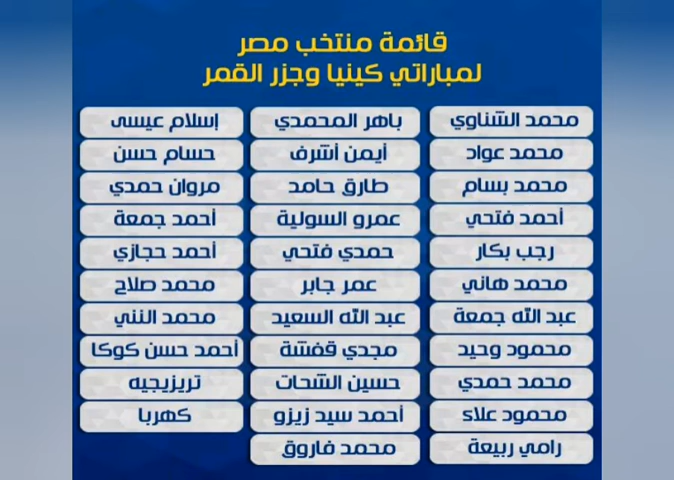 قائمة منتخب مصر
لمباراتي كينيا وجزر القمر
محمد الشناوي
محمد عواد
محمد بسام
أحمد فتحي
رجب بكار
محمد هاني
عبد الله جمعة
محمود وحيد
محمد حمدي
محمود علاء
رامي ربيعة
باهر المحمدي
أيمن أشرف
طارق حامد
عمرو السولية
حمدي فتحي
عمر جابر
عبد الله السعيد
مجدي قفشة
حسين الشحات
أحمد سيد زيزو
محمد فاروق
إسلام عيسى
حسام حسن
مروان حمدي
أحمد جمعة
أحمد حجازي
محمد صلاح
محمد النني
أحمد حسن كوكا
تريزيجيه
كهربا